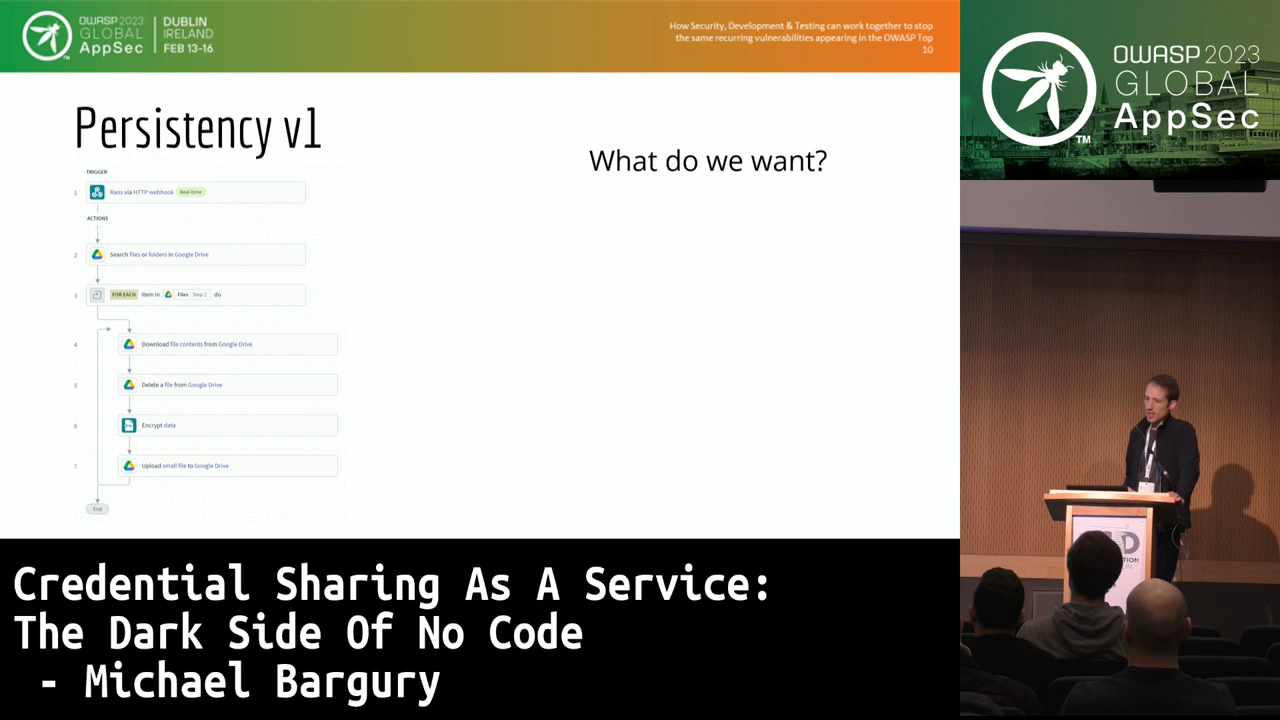 OWASP 2023
GLOBAL
AppSec
DUBLIN
IRELAND
FEB 13-16
How Security, Development & Testing can work together to stop
the same recurring vulnerabilities appearing in the OWASP Top
10
Persistency v1
What do we want?
TRIGGER
1 Rans via HTTP webhook Real-time
ACTIONS
2 Search files or folders in Google Drive
3 FOR EACH item in Files Step 2 do
4 Download file contents from Google Drive
5 Delete a file from Google Drive
6 Encrypt data
7 Upload small file to Google Drive
End
Credential Sharing As A Service:
The Dark Side Of No Code
- Michael Bargury
OWASP 2023
GLOBAL
AppSec
TM